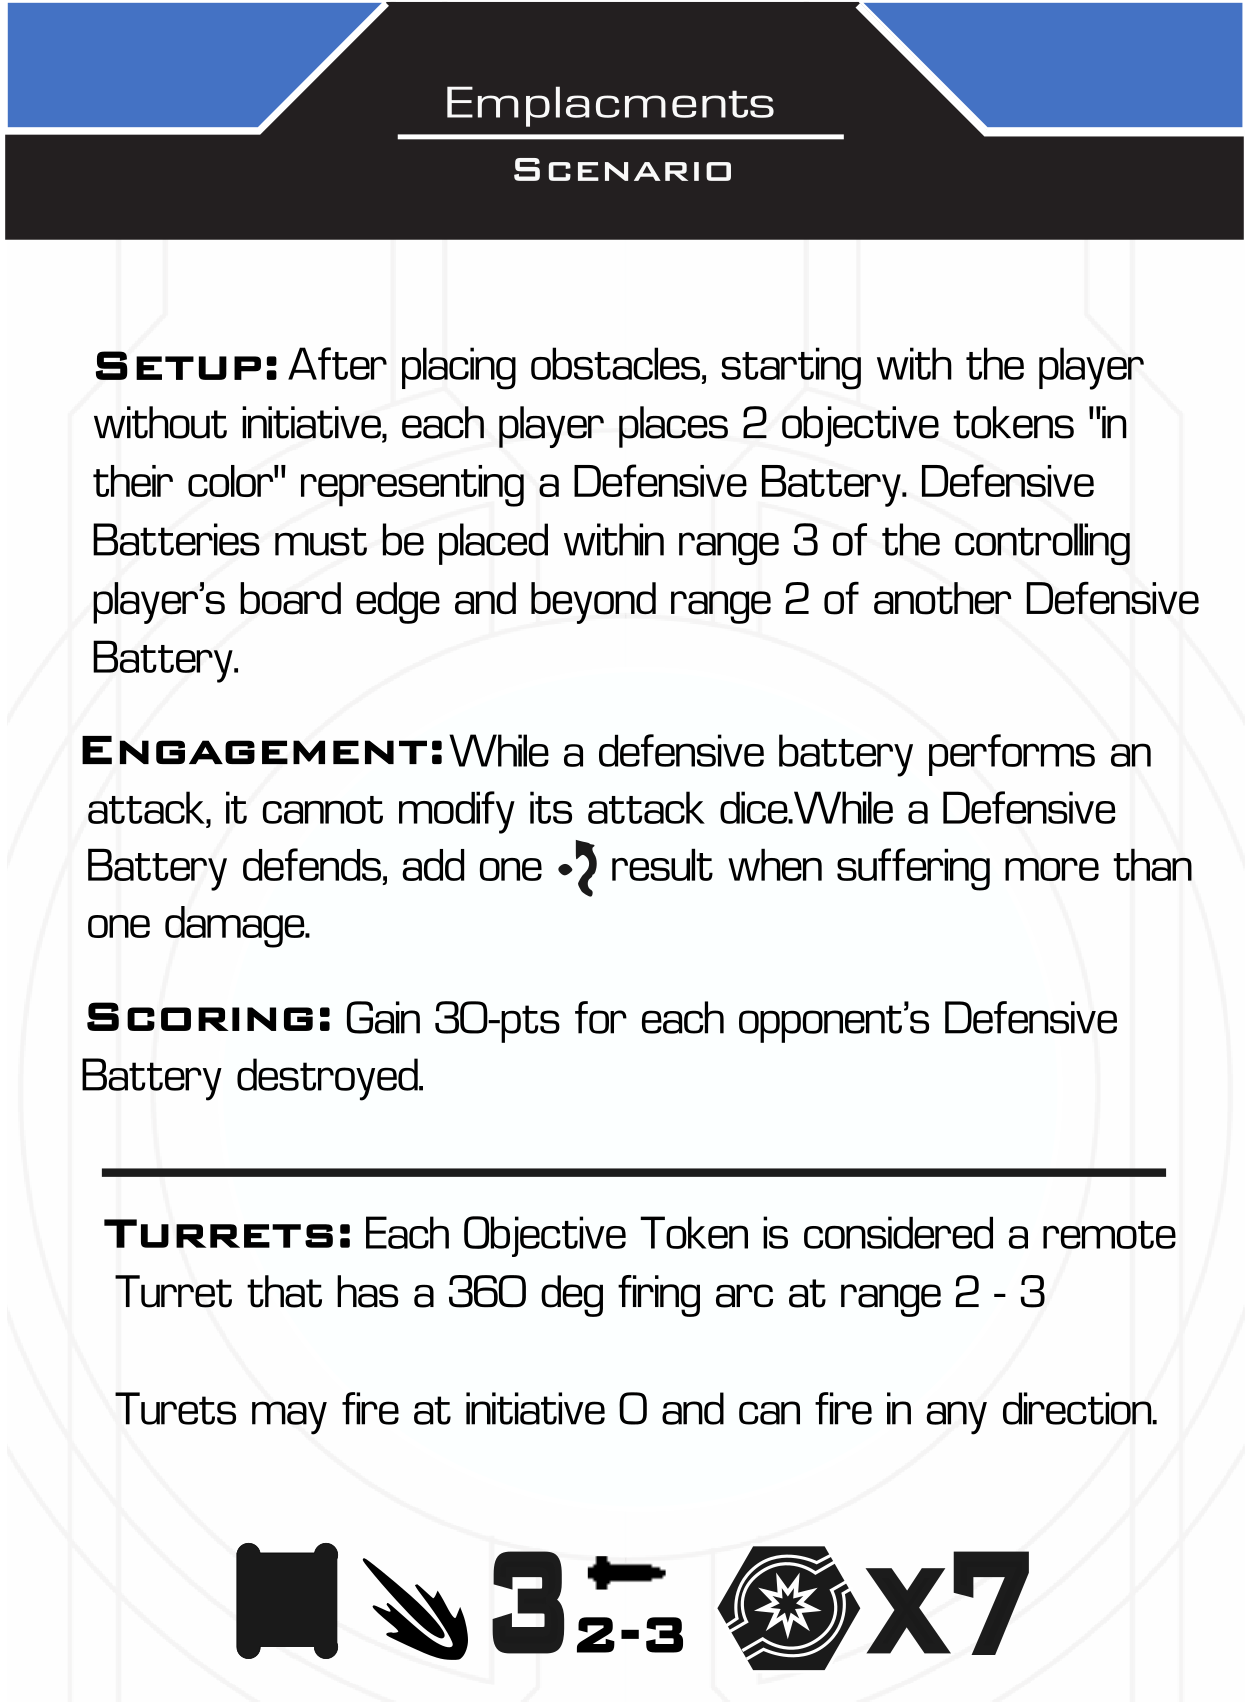 Emplacments
SCENARIO
SETUP: After placing obstacles, starting with the player
without initiative, each player places 2 objective tokens "in
their color" representing a Defensive Battery. Defensive
Batteries must be placed within range 3 of the controlling
player’s board edge and beyond range 2 of another Defensive
Battery.
ENGAGEMENT: While a defensive battery performs an
attack, it cannot modify its attack dice.While a Defensive
Battery defends, add one result when suffering more than
one damage.
SCORING: Gain 30-pts for each opponent’s Defensive
Battery destroyed.
TURRETS: Each Objective Token is considered a remote
Turret that has a 360 deg firing arc at range 2 - 3
Turets may fire at initiative 0 and can fire in any direction.
3 2-3 x7